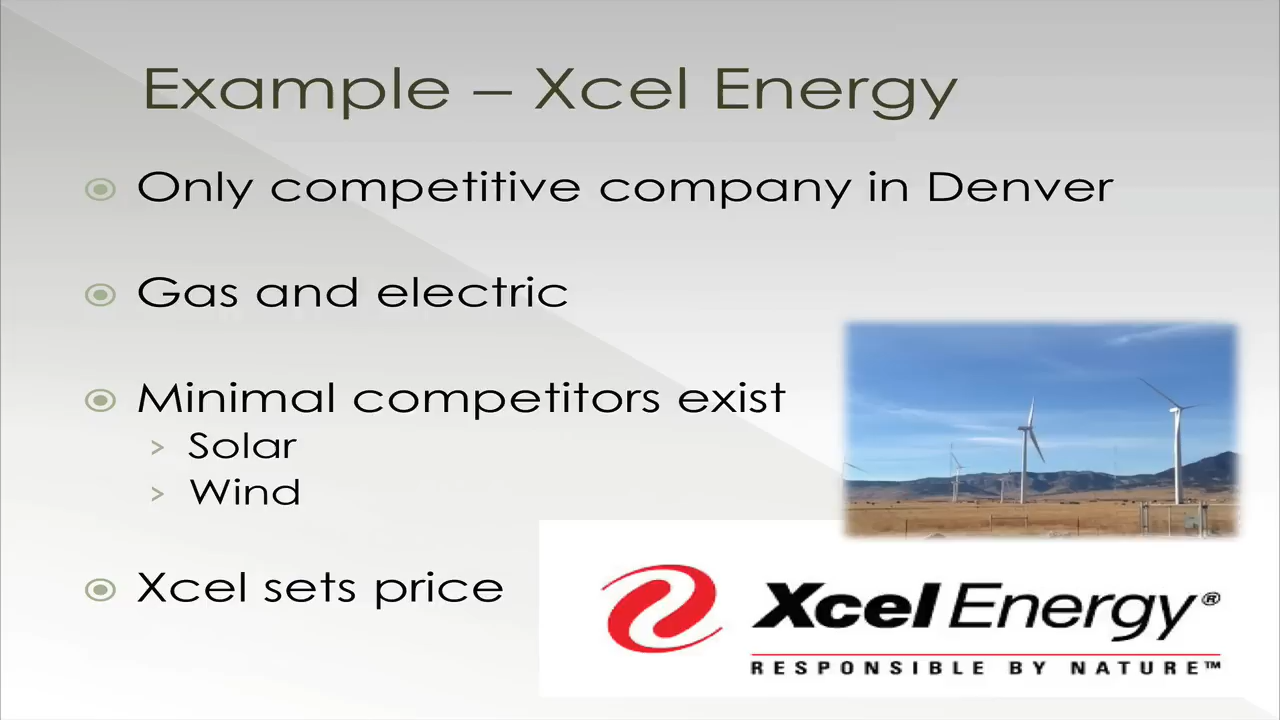 Example – Xcel Energy
Only competitive company in Denver
Gas and electric
Minimal competitors exist
Solar
Wind
Xcel sets price
Xcel Energy®
RESPONSIBLE BY NATURE™